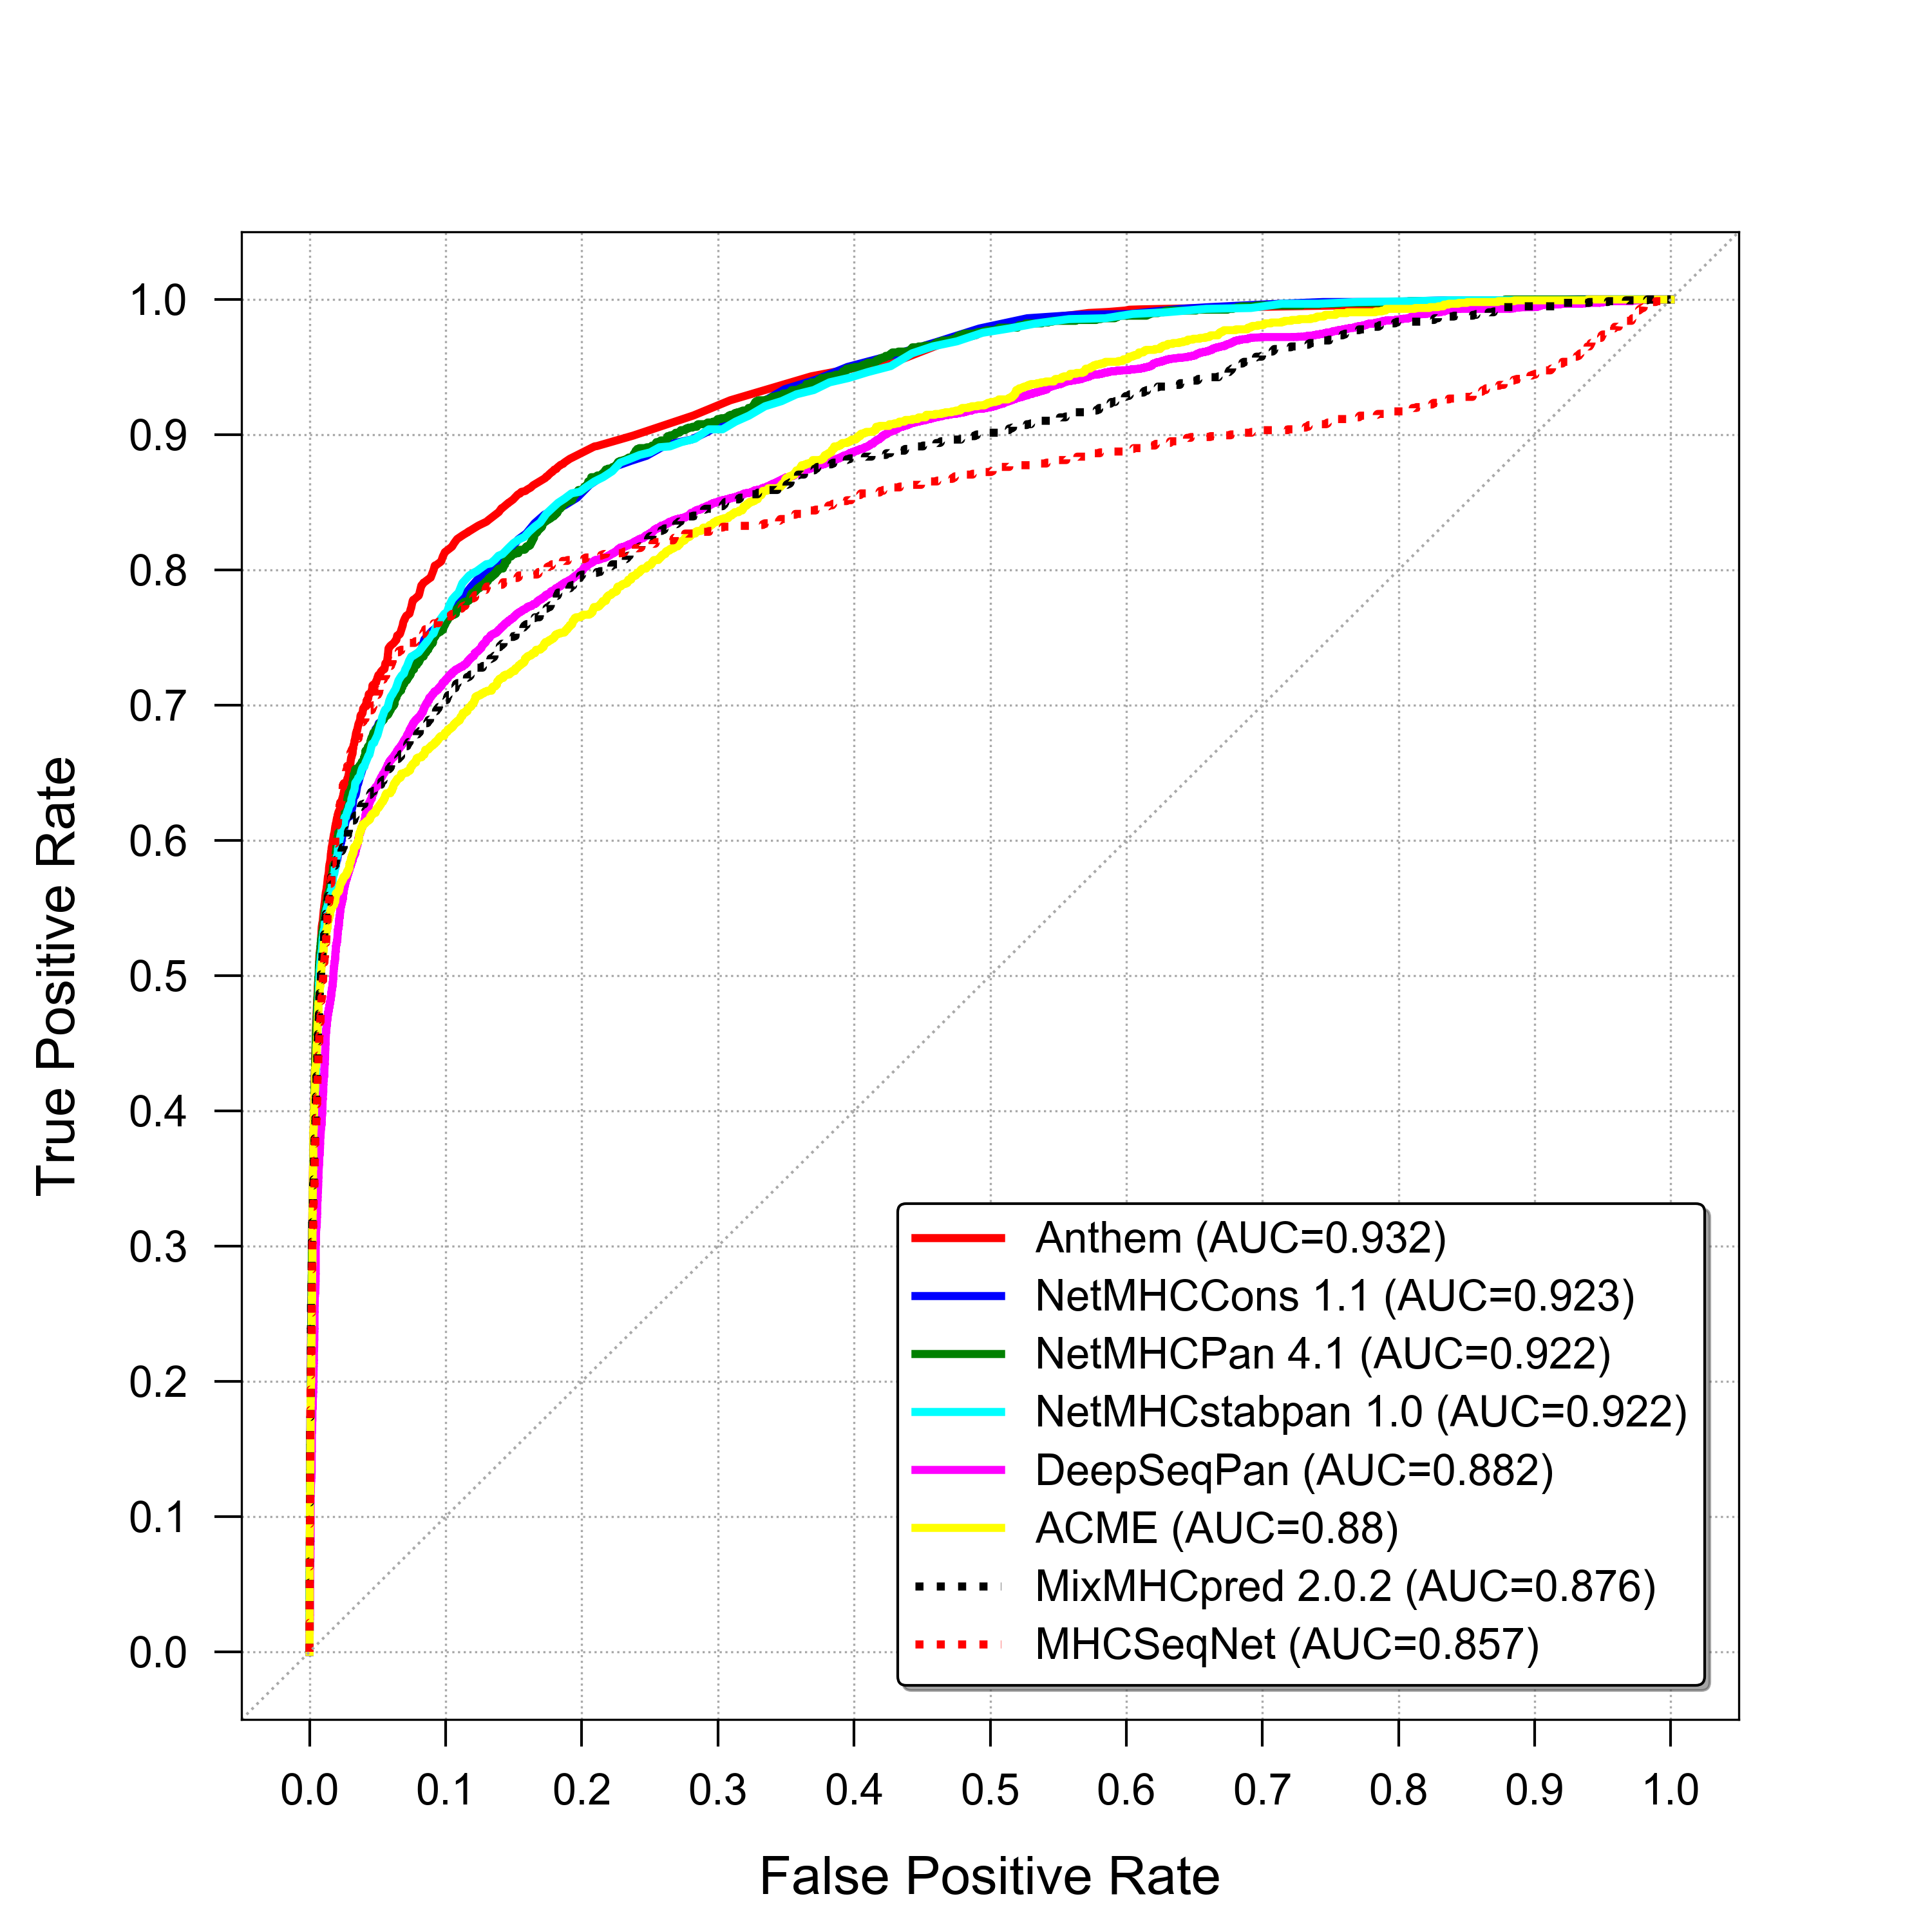 1.0
0.9
0.8
0.7
0.6
0.5
0.4
0.3
0.2
0.1
0.0
True Positive Rate
Anthem (AUC=0.932)
NetMHCCons 1.1 (AUC=0.923)
NetMHCPan 4.1 (AUC=0.922)
NetMHCstabpan 1.0 (AUC=0.922)
DeepSeqPan (AUC=0.882)
ACME (AUC=0.88)
MixMHCpred 2.0.2 (AUC=0.876)
MHCSeqNet (AUC=0.857)
0.0 0.1 0.2 0.3 0.4 0.5 0.6 0.7 0.8 0.9 1.0
False Positive Rate